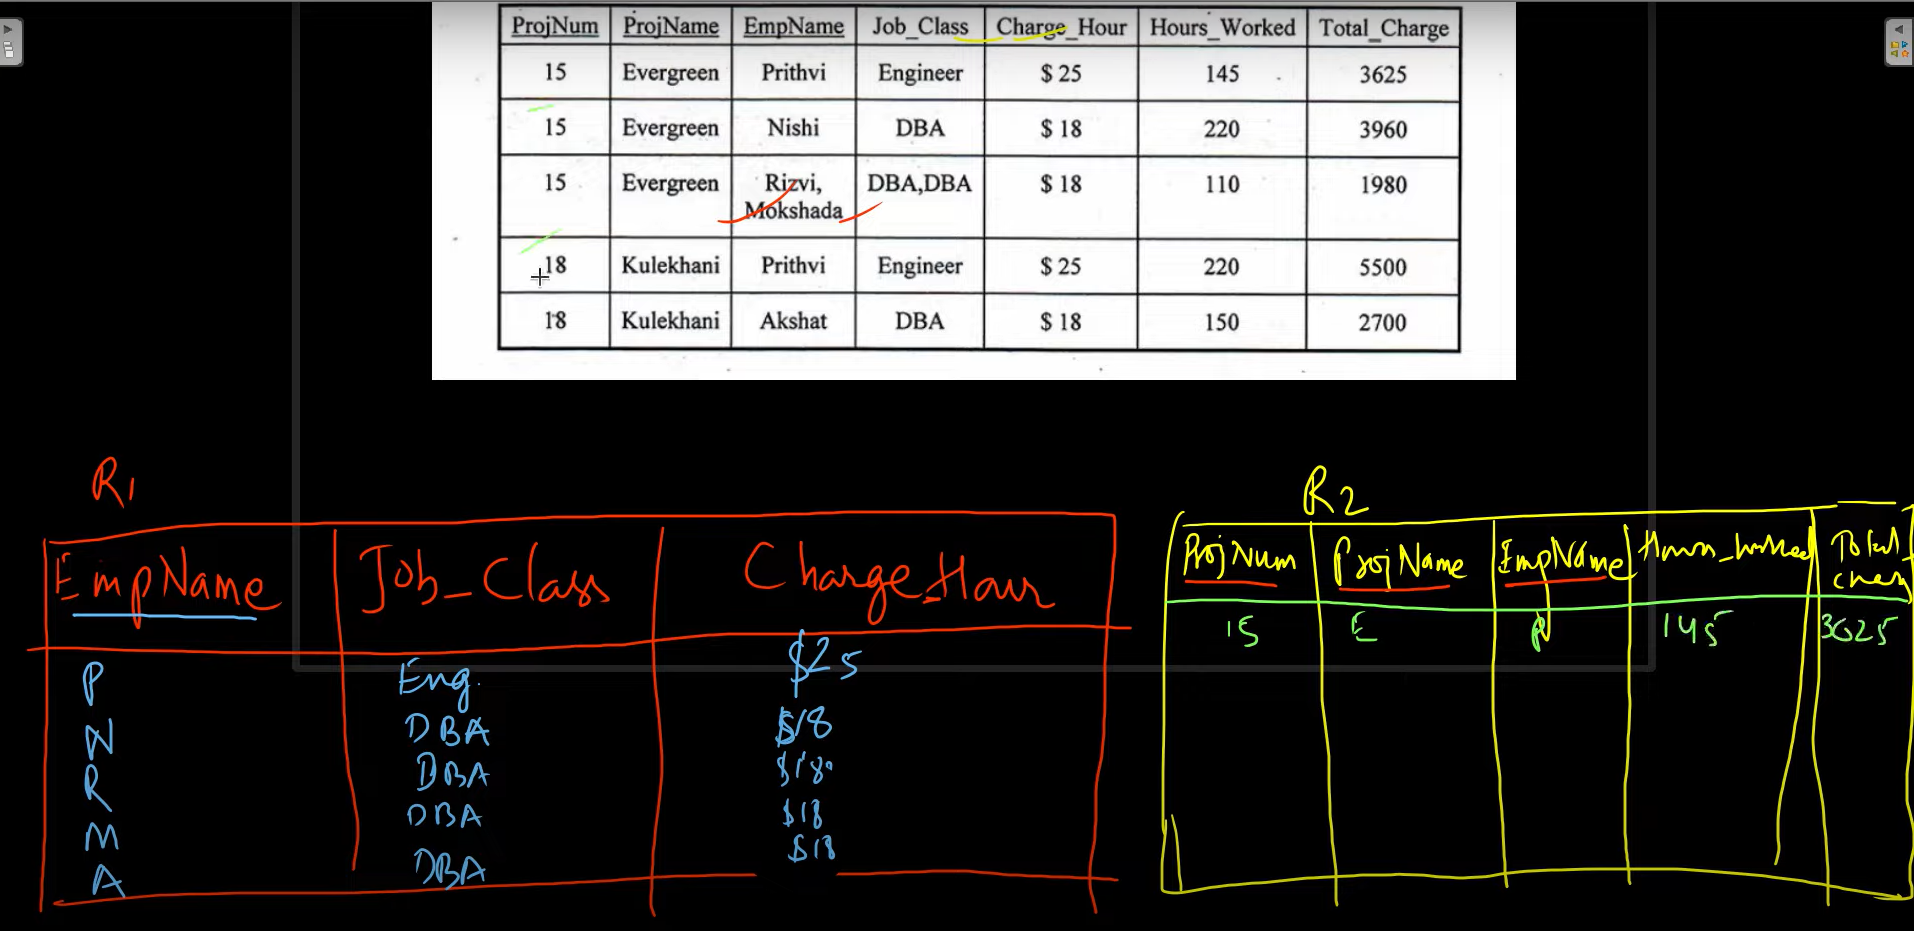 ProjNum ProjName EmpName Job_Class Charge_Hour Hours_Worked Total_Charge
15 Evergreen Prithvi Engineer $ 25 145 3625
15 Evergreen Nishi DBA $ 18 220 3960
15 Evergreen Rizvi, DBA,DBA $ 18 110 1980
Mokshada
18 Kulekhani Prithvi Engineer $ 25 220 5500
18 Kulekhani Akshat DBA $ 18 150 2700
R1
EmpName Job_Class Charge_Hour
P Eng. $25
N DBA $18
R DBA $18
M DBA $18
A DBA $18
R2
ProjNum ProjName EmpName
15 E P 145